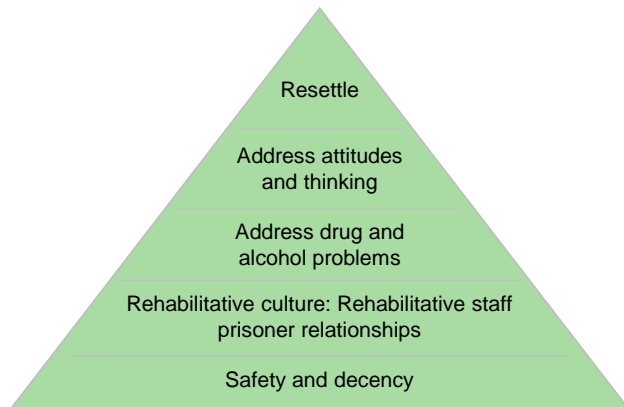 Resettle
Address attitudes
and thinking
Address drug and
alcohol problems
Rehabilitative culture: Rehabilitative staff
prisoner relationships
Safety and decency